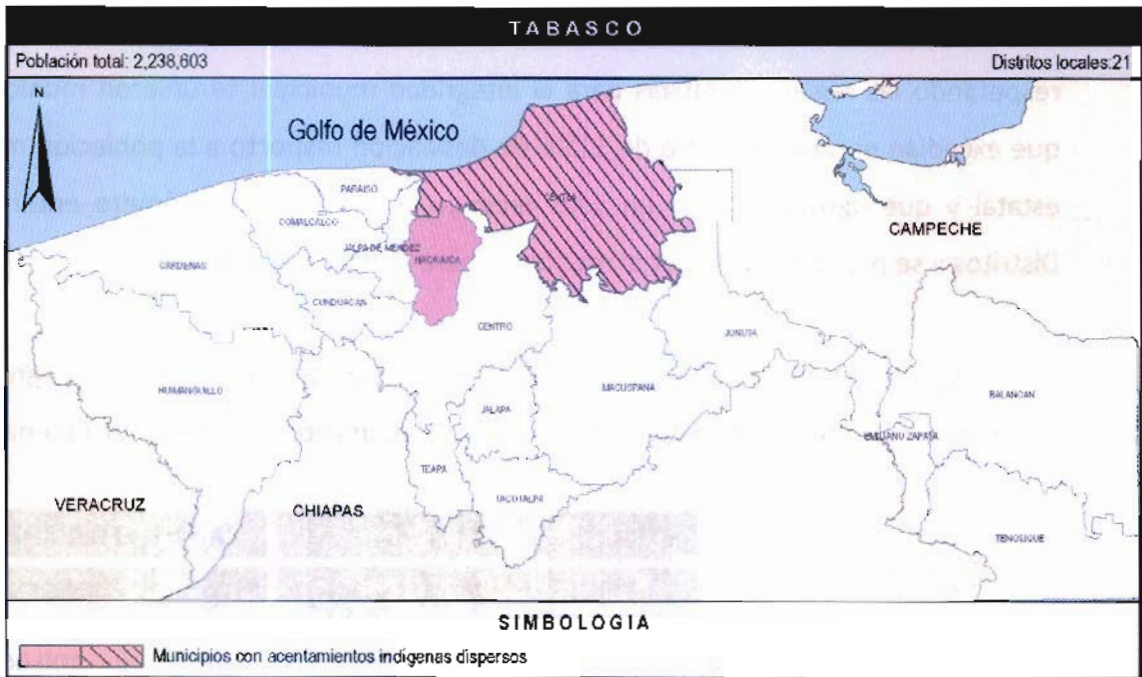 TABASCO
Población total: 2,238,603
Distritos locales:21
N
Golfo de México
PARAISO
COMALCALCO
CENTLA
CAMPECHE
JALPA DE MENDEZ
NACAJUCA
CARDENAS
CUNDUACAN
CENTRO
JONUTA
HUIMANGUILLO
MACUSPANA
BALANCAN
JALAPA
EMILIANO ZAPATA
TEAPA
VERACRUZ
CHIAPAS
TACOTALPA
TENOSIQUE
SIMBOLOGIA
Municipios con acentamientos indígenas dispersos